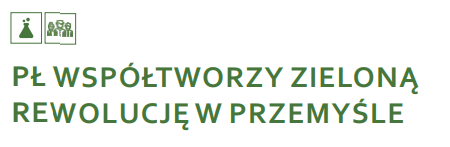 PŁ WSPÓŁTWORZY ZIELONĄ
REWOLUCJĘ W PRZEMYŚLE